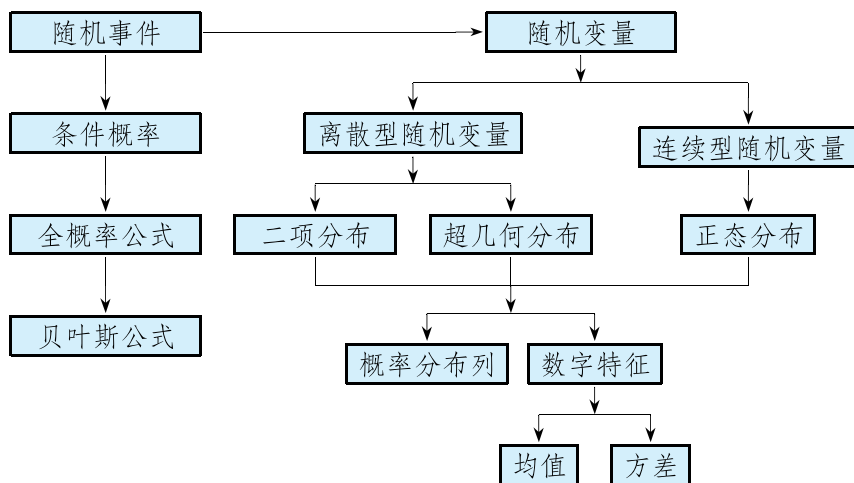 随机事件
随机变量
条件概率
离散型随机变量
连续型随机变量
全概率公式
二项分布
超几何分布
正态分布
贝叶斯公式
概率分布列
数字特征
均值
方差